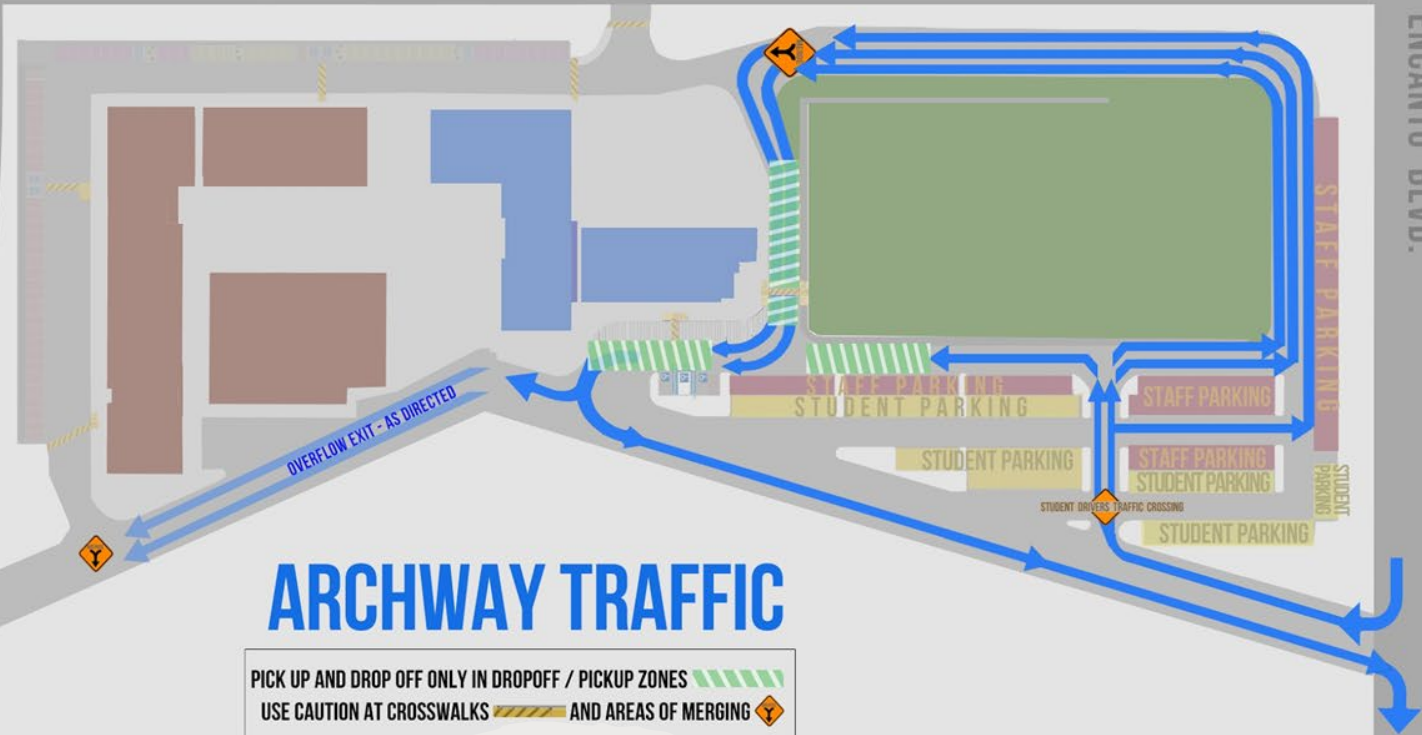 ENCANTO BLVD.
STAFF PARKING
STAFF PARKING
STUDENT PARKING
STAFF PARKING
OVERFLOW EXIT - AS DIRECTED
STUDENT PARKING
STAFF PARKING
STUDENT PARKING
STUDENT PARKING
STUDENT DRIVERS TRAFFIC CROSSING
STUDENT PARKING
ARCHWAY TRAFFIC
PICK UP AND DROP OFF ONLY IN DROPOFF / PICKUP ZONES
USE CAUTION AT CROSSWALKS AND AREAS OF MERGING